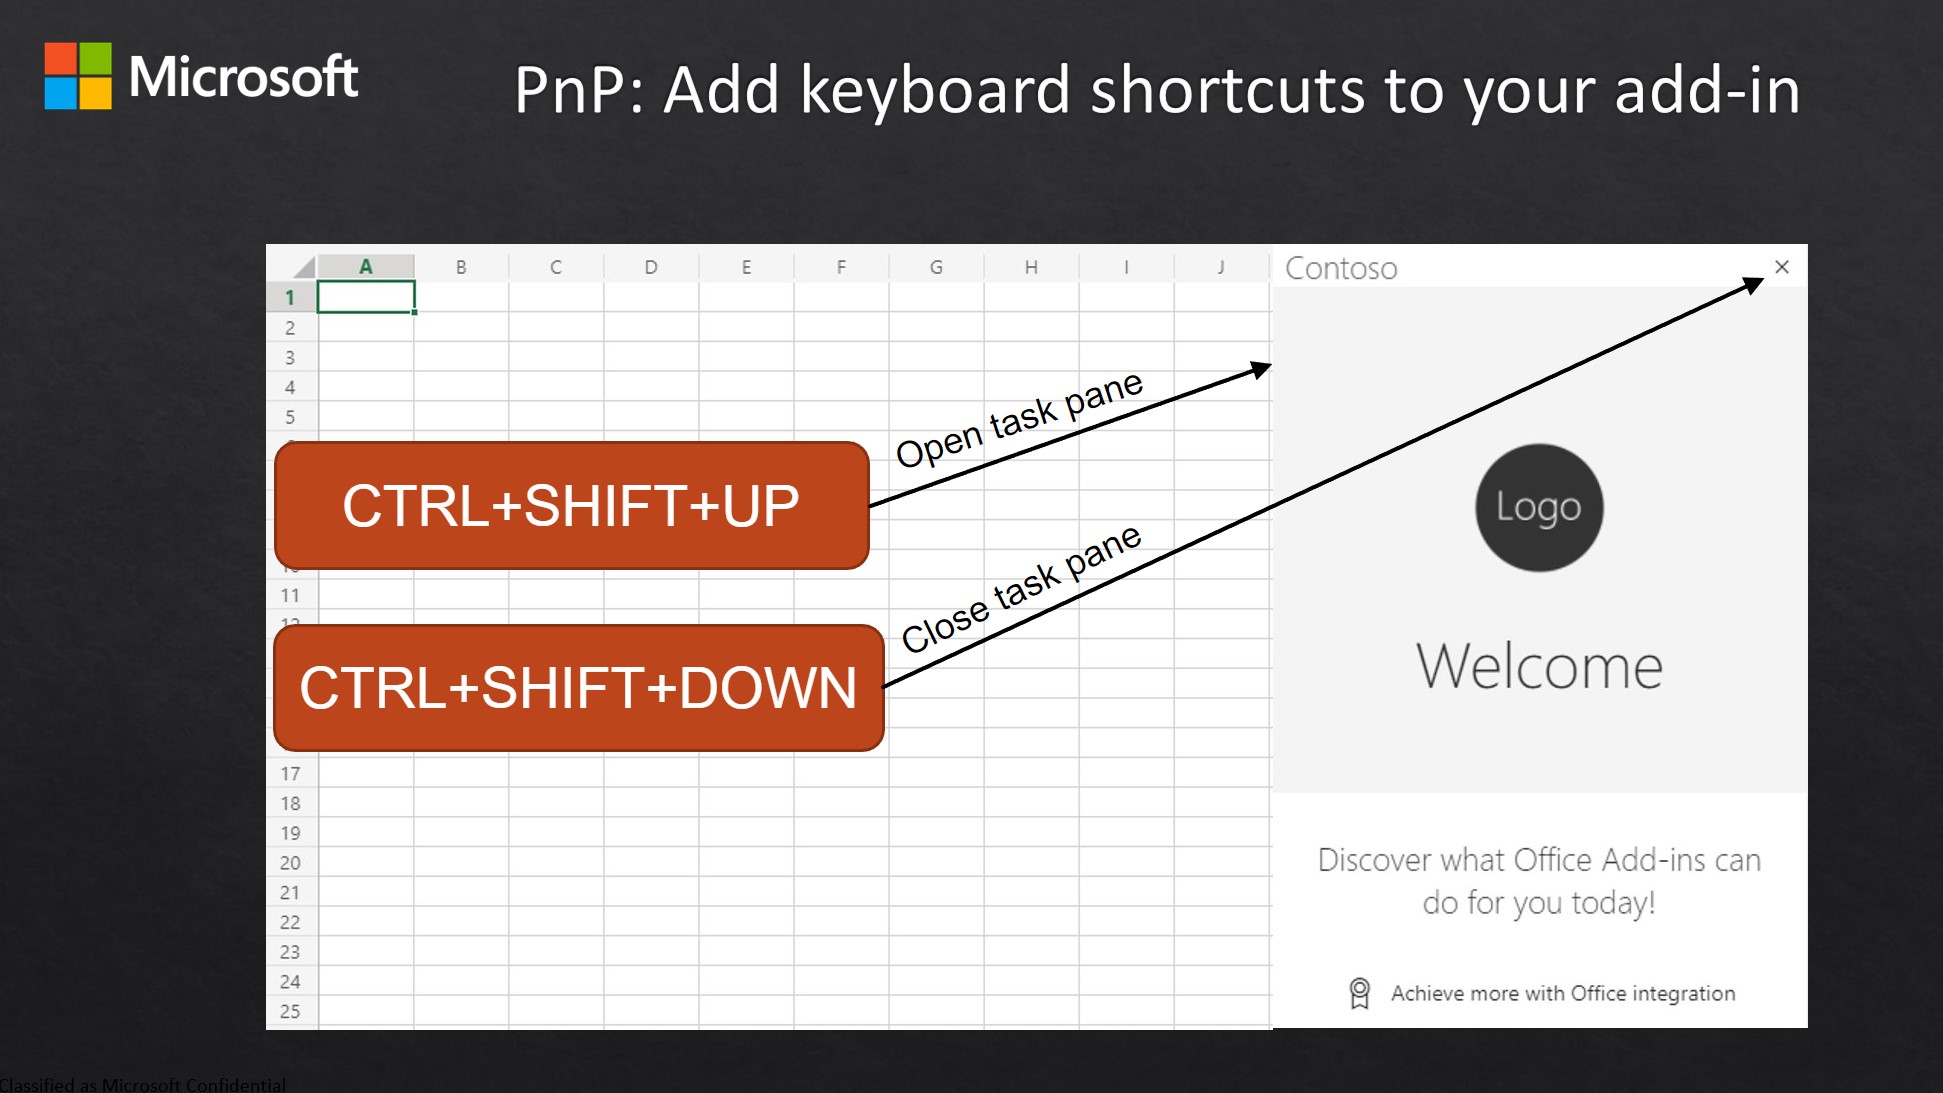 Microsoft
PnP: Add keyboard shortcuts to your add-in
A B C D E F G H I J
Contoso
1
2
3
4
5
Open task pane
CTRL+SHIFT+UP
Logo
11
Close task pane
CTRL+SHIFT+DOWN
Welcome
17
18
19
20
21
22
23
24
25
Discover what Office Add-ins can
do for you today!
Achieve more with Office integration
Classified as Microsoft Confidential